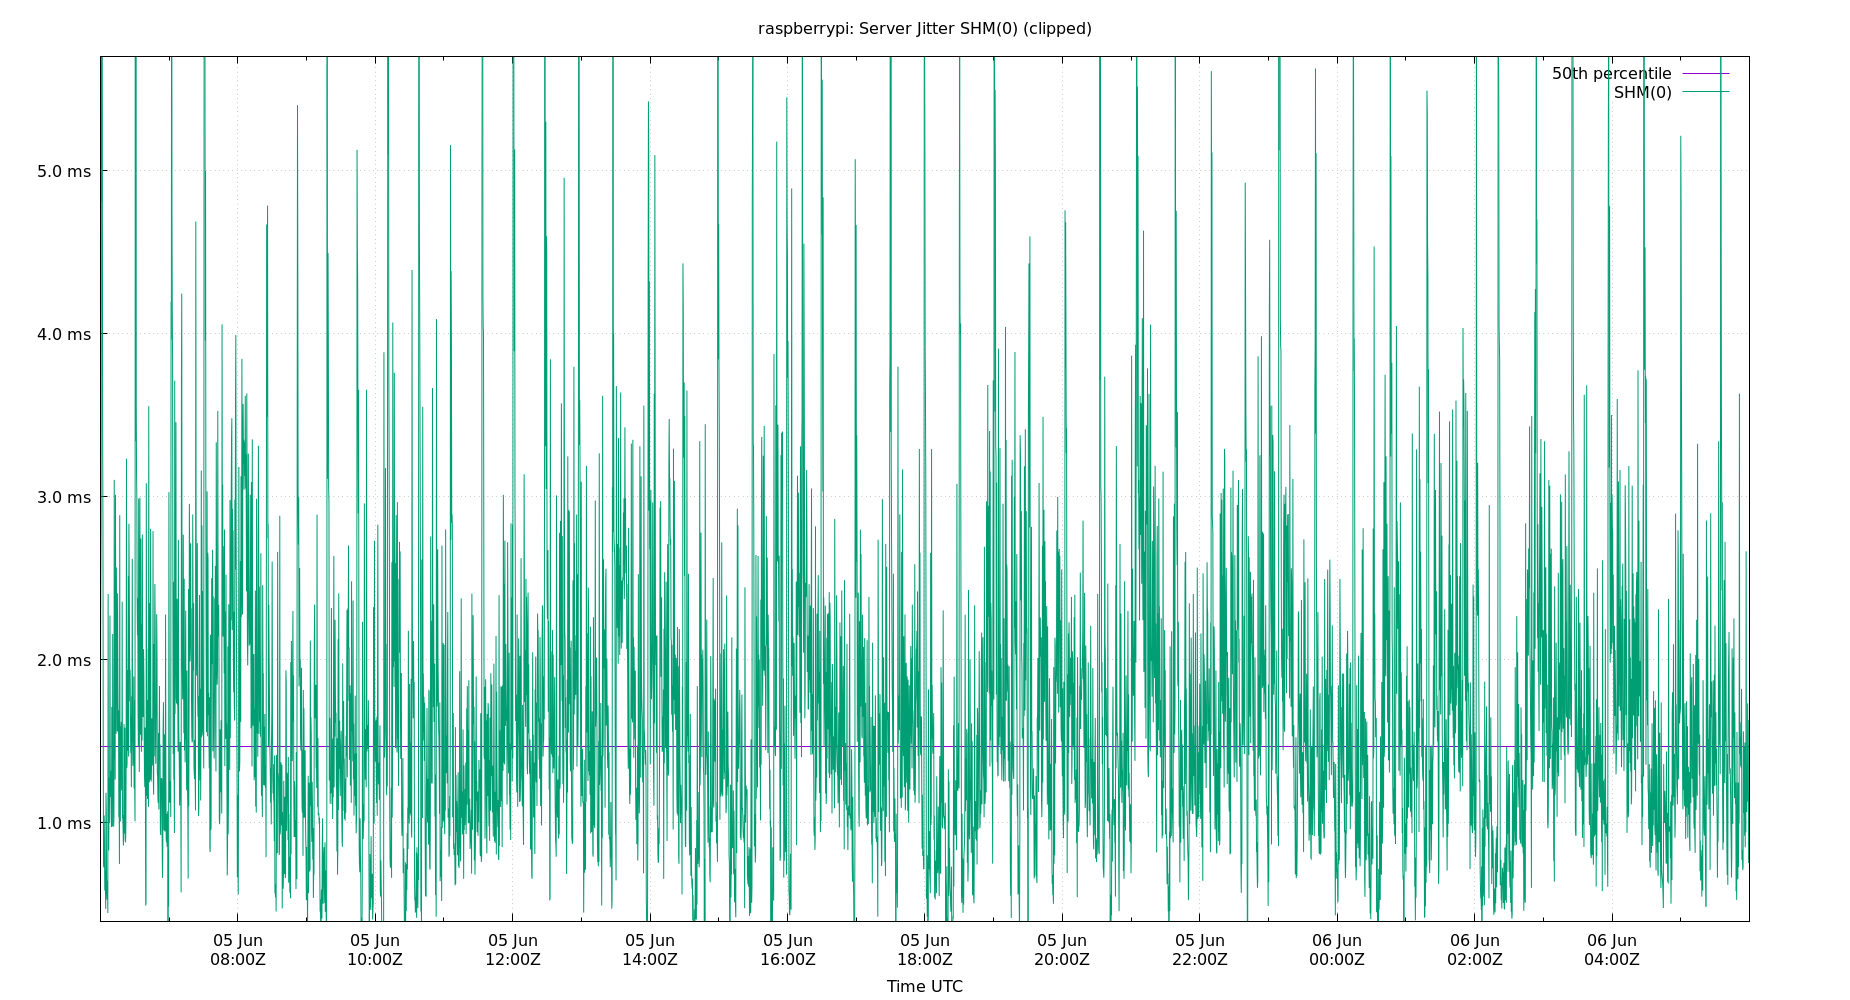 raspberrypi: Server Jitter SHM(0) (clipped)
50th percentile
SHM(0)
5.0 ms
4.0 ms
3.0 ms
2.0 ms
1.0 ms
05 Jun 05 Jun 05 Jun 05 Jun 05 Jun 05 Jun 05 Jun 05 Jun 06 Jun 06 Jun 06 Jun
08:00Z 10:00Z 12:00Z 14:00Z 16:00Z 18:00Z 20:00Z 22:00Z 00:00Z 02:00Z 04:00Z
Time UTC